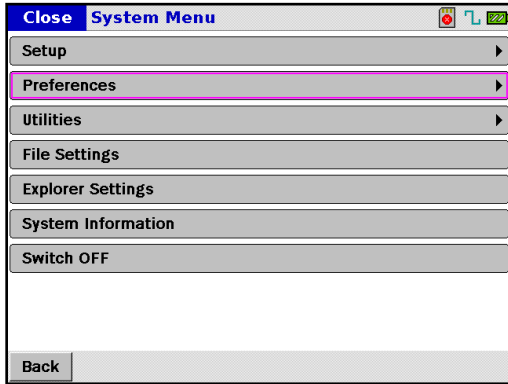 Close System Menu
Setup
Preferences
Utilities
File Settings
Explorer Settings
System Information
Switch OFF
Back